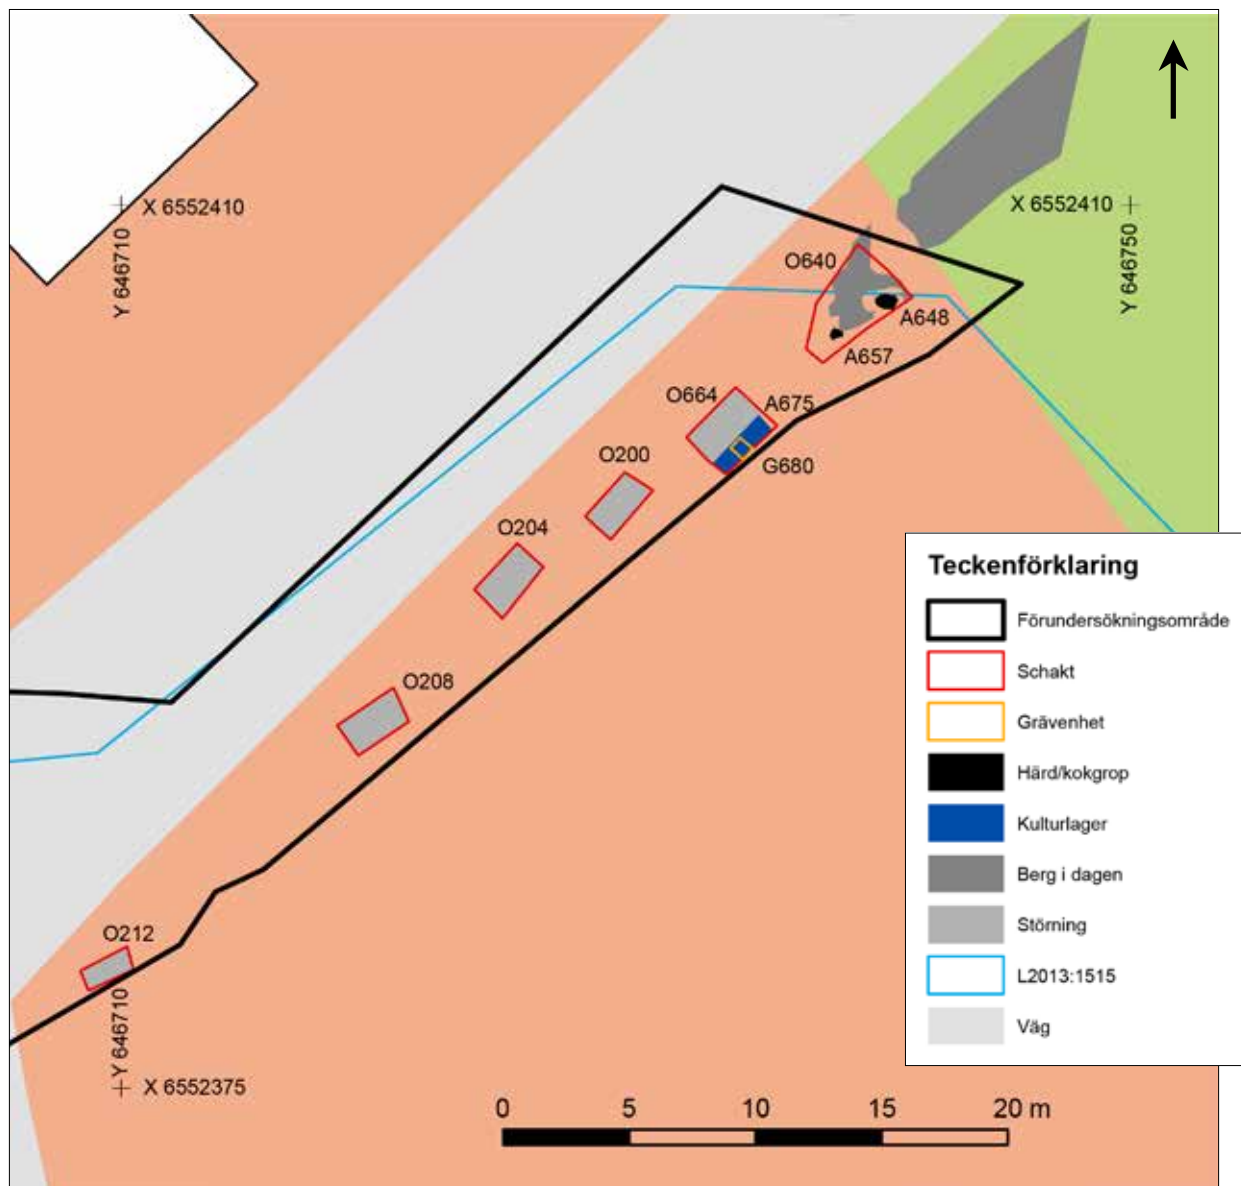 X 6552410
Y 646710
X 6552410
Y 646750
O640
A648
A657
O664
A675
G680
O200
O204
O208
O212
Y 646710
X 6552375
0 5 10 15 20 m
Teckenförklaring
Förundersökningsområde
Schakt
Grävenhet
Härd/kokgrop
Kulturlager
Berg i dagen
Störning
L2013:1515
Väg